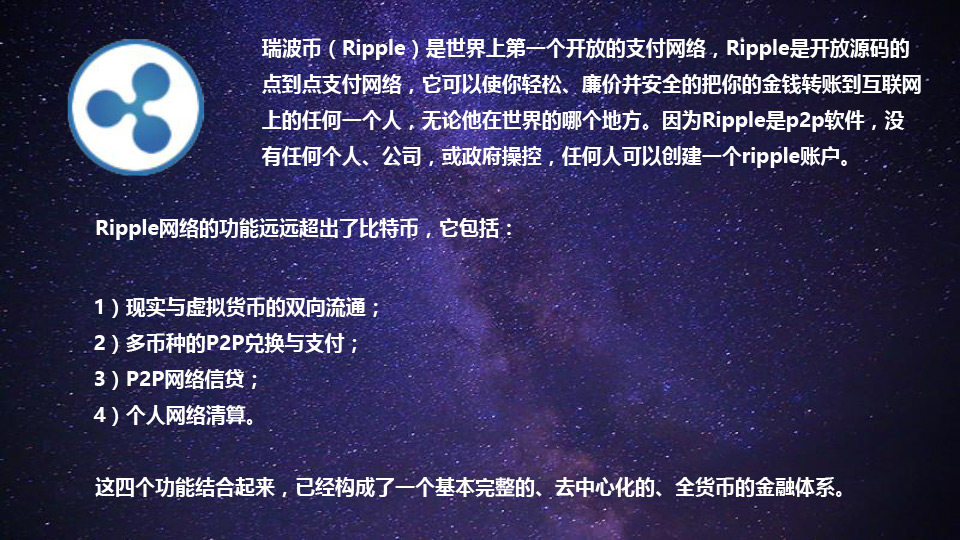 瑞波币（Ripple）是世界上第一个开放的支付网络，Ripple是开放源码的
点到点支付网络，它可以使你轻松、廉价并安全的把你的金钱转账到互联网
上的任何一个人，无论他在世界的哪个地方。因为Ripple是p2p软件，没
有任何个人、公司，或政府操控，任何人可以创建一个ripple账户。
Ripple网络的功能远远超出了比特币，它包括：
1）现实与虚拟货币的双向流通；
2）多币种的P2P兑换与支付；
3）P2P网络信贷；
4）个人网络清算。
这四个功能结合起来，已经构成了一个基本完整的、去中心化的、全货币的金融体系。